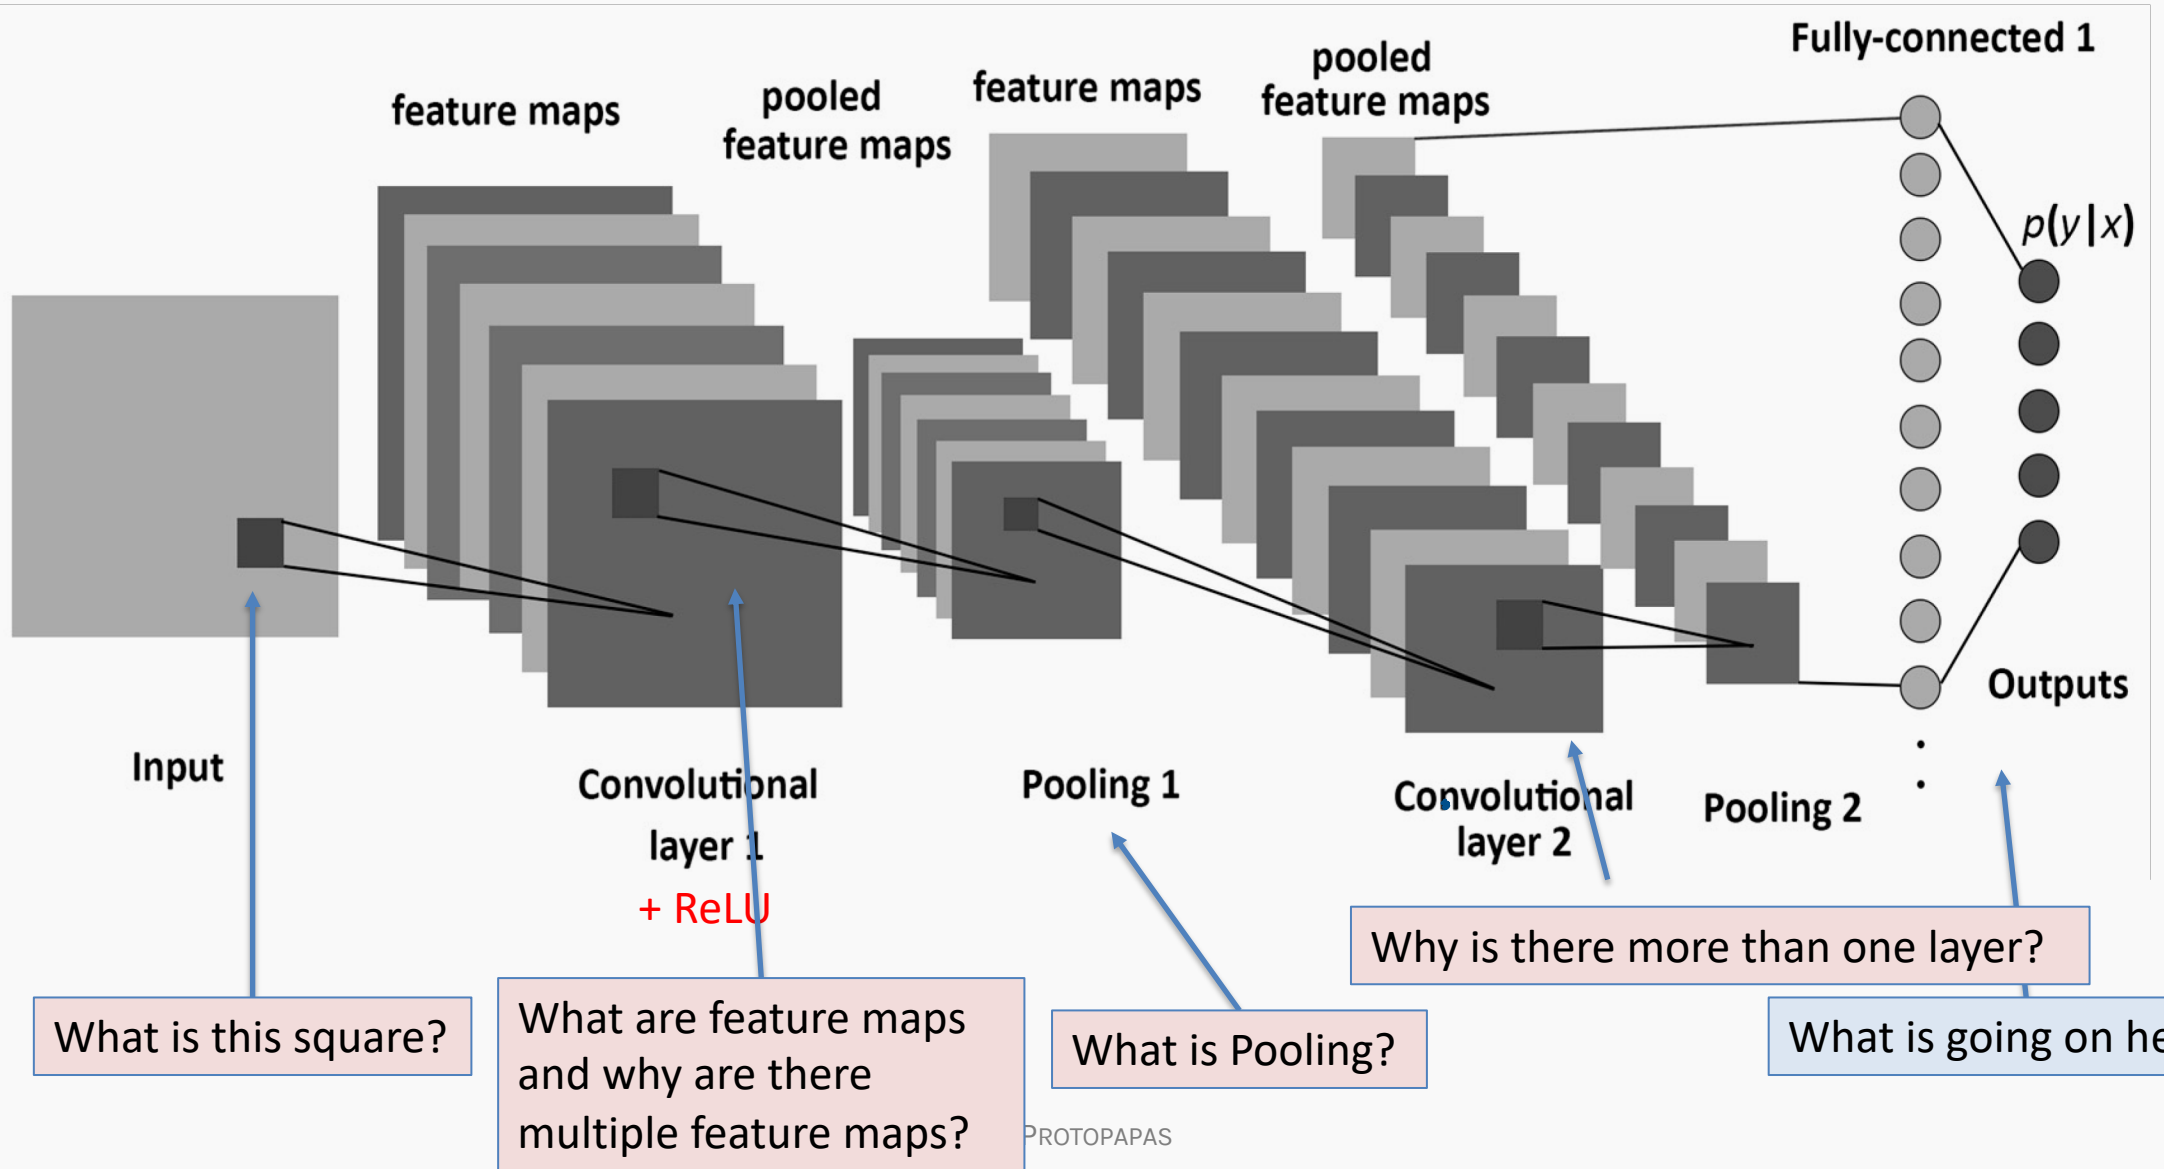 Fully-connected 1
pooled
feature maps
feature maps
pooled
feature maps
feature maps
p(y|x)
Outputs
Input
Convolutional
layer 1
+ ReLU
Pooling 1
Convolutional
layer 2
Pooling 2
Why is there more than one layer?
What is this square?
What are feature maps
and why are there
multiple feature maps?
What is Pooling?
What is going on he
PROTOPAPAS